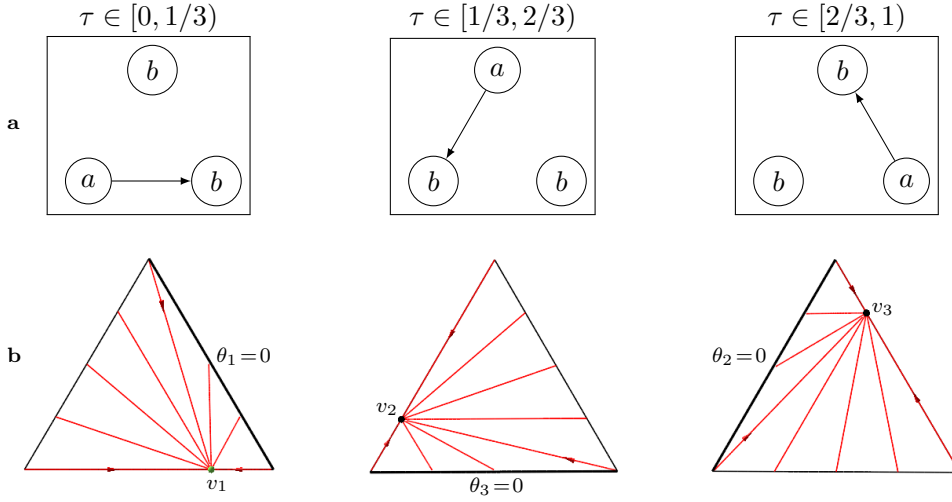 τ ∈ [0, 1/3) τ ∈ [1/3, 2/3) τ ∈ [2/3, 1)
b a b
a
a b b b b a
b
θ₁=0 v₂ θ₂=0 v₃
v₁ θ₃=0